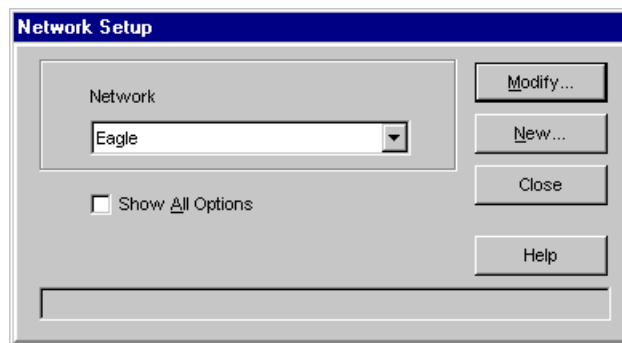 Network Setup
Network
Modify...
Eagle
New...
Close
Show All Options
Help